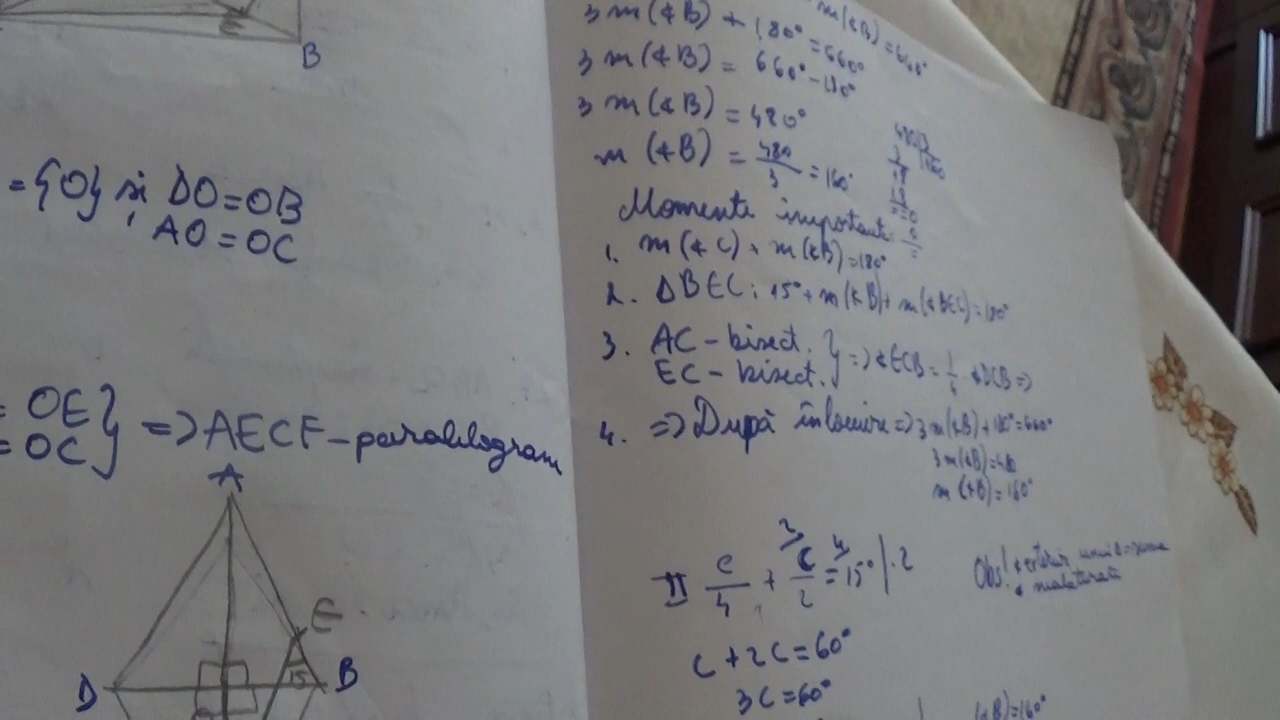 E
B
= {O} și DO = OB
AO = OC
= OE
= OC } => AECF - paralelogram
A
E
D
B
15
m(∢B) = 640°
3 m(∢B) + 180° = 660°
3 m(∢B) = 660° - 180°
3 m(∢B) = 480°
m (∢B) = 480/3 = 160°
Momente importante:
1. m(∢C) + m(∢B) = 180°
2. ΔBEC: 15° + m(∢B) + m(∢BEC) = 180°
3. AC - bisect.
EC - bisect. } => ∢ECB = 1/4 ∢DCB =>
4. => După înlocuire => 3 m(∢B) + 180° = 660°
3 m(∢B) = 480
m (∢B) = 160°
II C/4 + C/2 = 15° | · 2
Obs!
C + 2C = 60°
3C = 60°
(∢B) = 160°